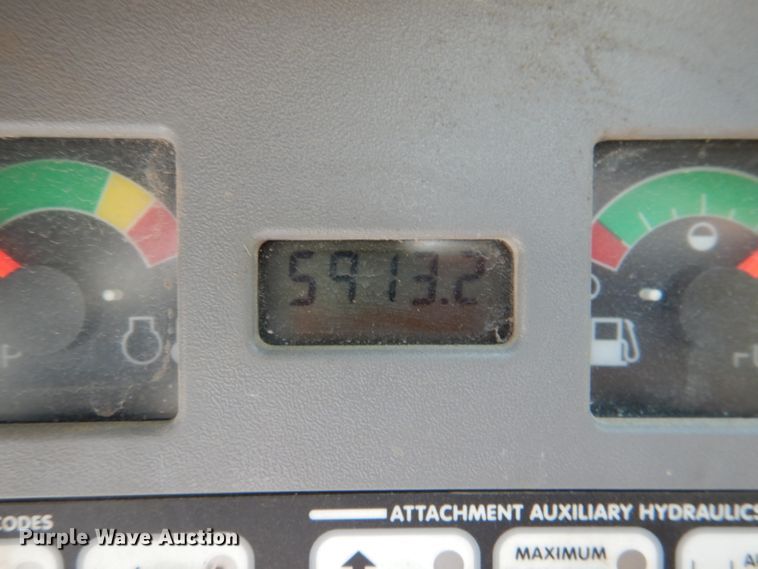 5913.2
CODES
ATTACHMENT AUXILIARY HYDRAULICS
MAXIMUM
Purple Wave Auction